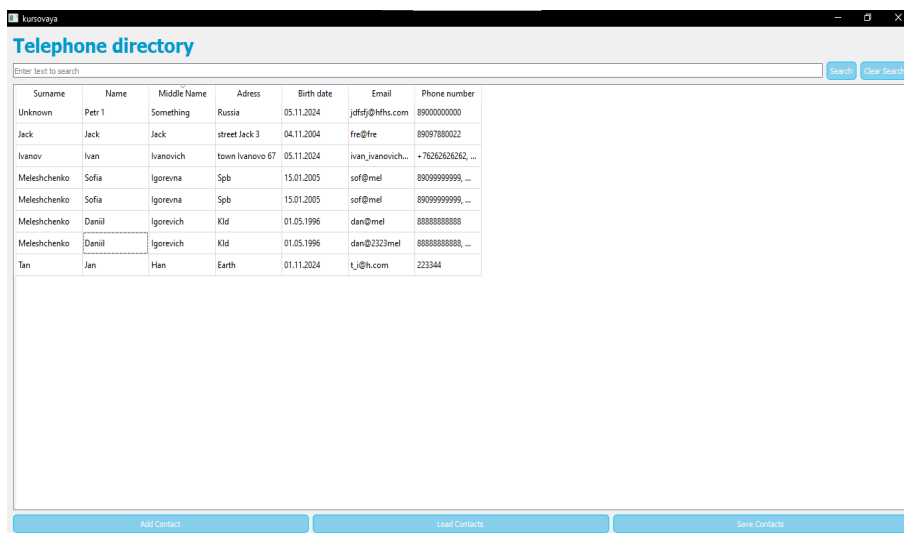 kursovaya
Telephone directory
Enter text to search Search Clear Search
Surname Name Middle Name Adress Birth date Email Phone number
Unknown Petr 1 Something Russia 05.11.2024 jdfsfj@hfhs.com 89000000000
Jack Jack Jack street Jack 3 04.11.2004 fre@fre 89097880022
Ivanov Ivan Ivanovich town Ivanovo 67 05.11.2024 ivan_ivanovich... +76262626262, ...
Meleshchenko Sofia Igorevna Spb 15.01.2005 sof@mel 89099999999, ...
Meleshchenko Sofia Igorevna Spb 15.01.2005 sof@mel 89099999999, ...
Meleshchenko Daniil Igorevich Kld 01.05.1996 dan@mel 88888888888
Meleshchenko Daniil Igorevich Kld 01.05.1996 dan@2323mel 88888888888, ...
Tan Jan Han Earth 01.11.2024 t_i@h.com 223344
Add Contact Load Contacts Save Contacts